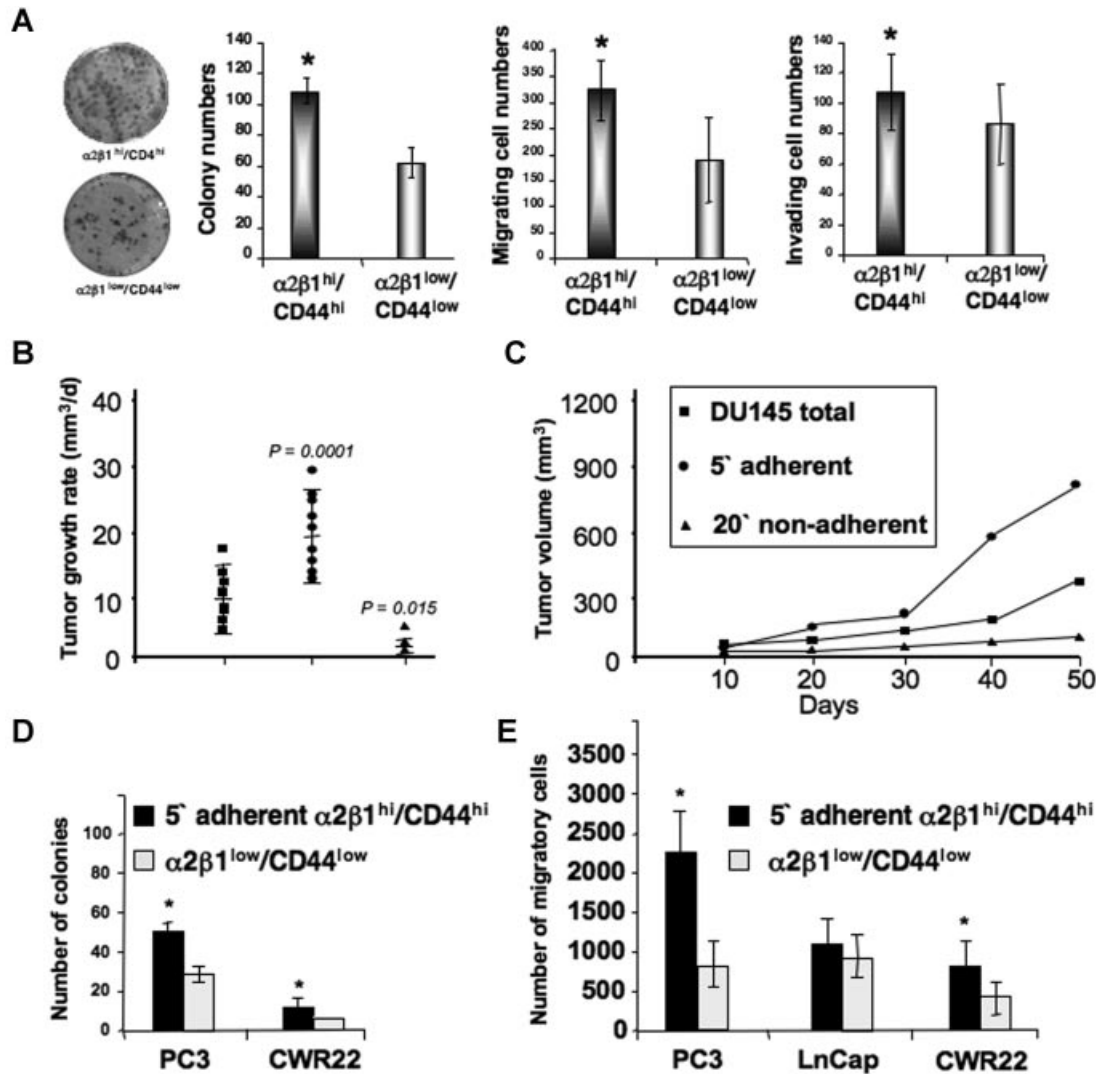 A
α2β1hi/CD4hi
α2β1low/CD44low
Colony numbers
140
120
100
80
60
40
20
0
*
α2β1hi/ α2β1low/
CD44hi CD44low
Migrating cell numbers
400
350
300
250
200
150
100
50
0
*
α2β1hi/ α2β1low/
CD44hi CD44low
Invading cell numbers
140
120
100
80
60
40
20
0
*
α2β1hi/ α2β1low/
CD44hi CD44low
B
Tumor growth rate (mm3/d)
40
30
20
10
0
P = 0.0001
P = 0.015
C
Tumor volume (mm3)
1200
900
600
300
0
DU145 total
5` adherent
20` non-adherent
10 20 30 40 50
Days
D
Number of colonies
100
80
60
40
20
0
5` adherent α2β1hi/CD44hi
α2β1low/CD44low
*
*
PC3 CWR22
E
Number of migratory cells
3500
3000
2500
2000
1500
1000
500
0
5` adherent α2β1hi/CD44hi
α2β1low/CD44low
*
*
PC3 LnCap CWR22